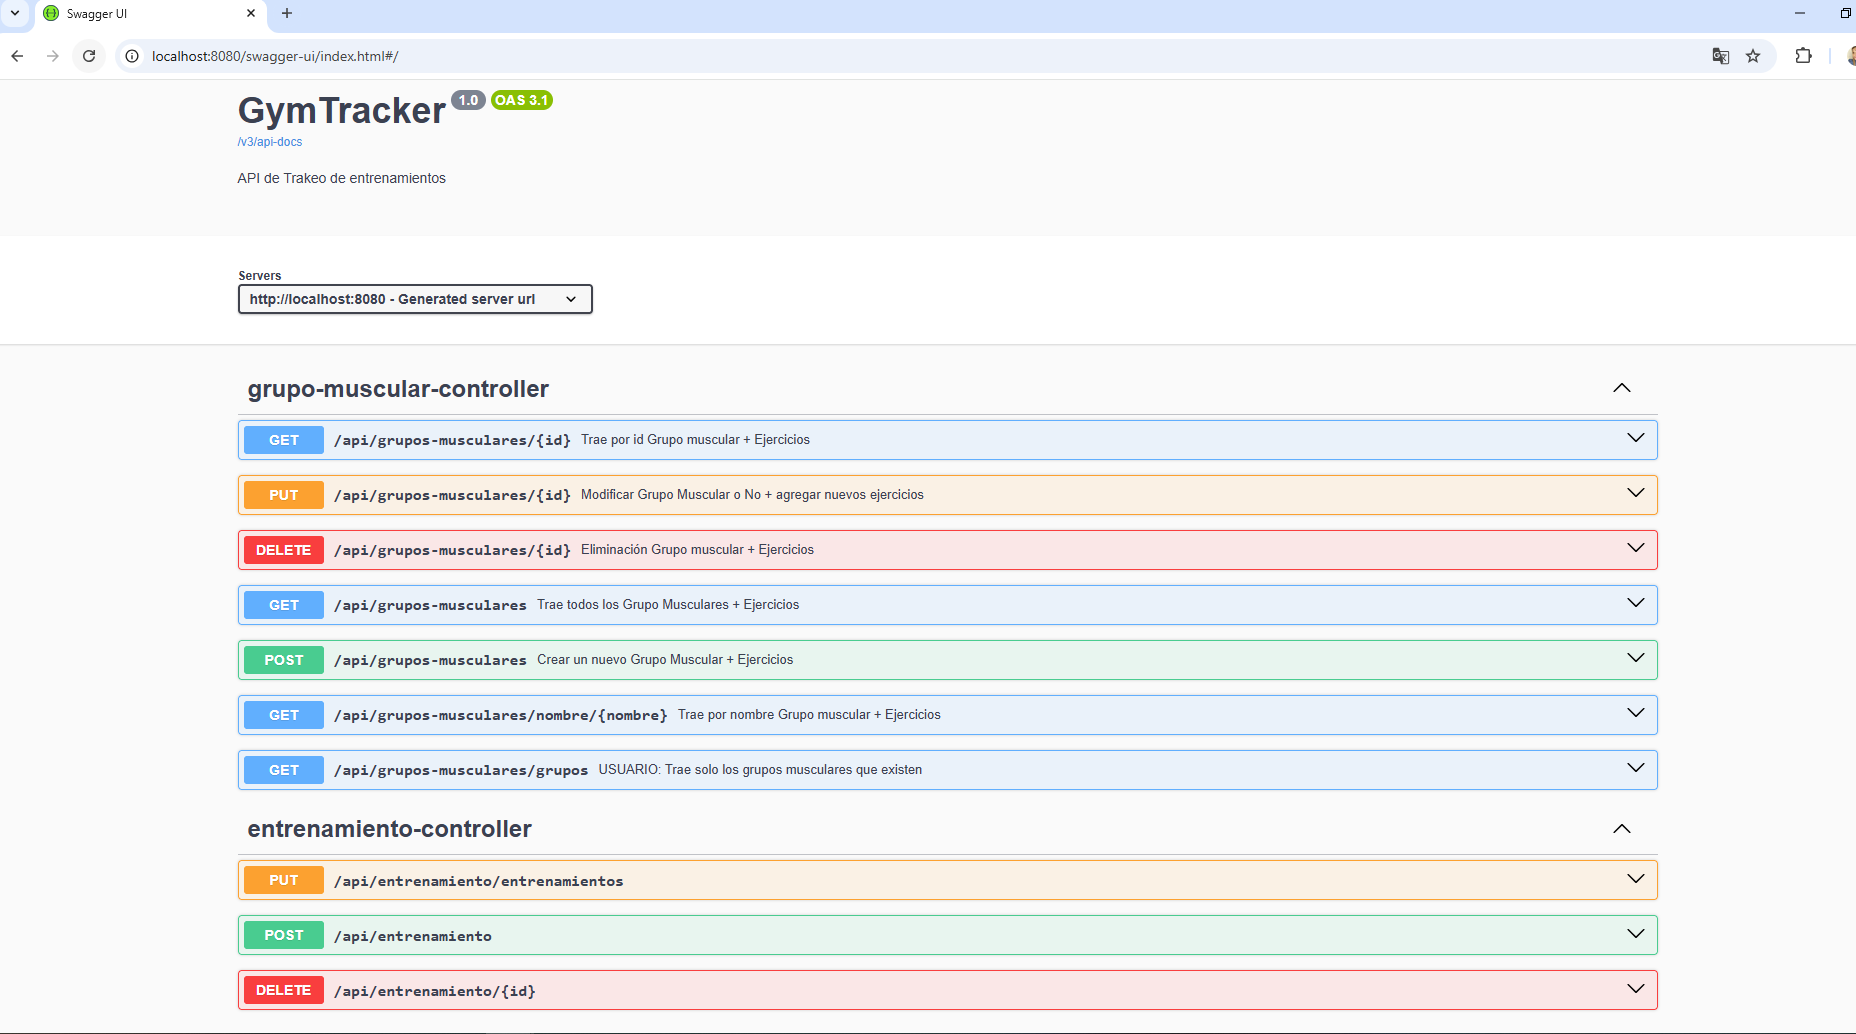 Swagger UI
localhost:8080/swagger-ui/index.html#/
GymTracker 1.0 OAS 3.1
/v3/api-docs
API de Trakeo de entrenamientos
Servers
http://localhost:8080 - Generated server url
grupo-muscular-controller
GET /api/grupos-musculares/{id} Trae por id Grupo muscular + Ejercicios
PUT /api/grupos-musculares/{id} Modificar Grupo Muscular o No + agregar nuevos ejercicios
DELETE /api/grupos-musculares/{id} Eliminación Grupo muscular + Ejercicios
GET /api/grupos-musculares Trae todos los Grupo Musculares + Ejercicios
POST /api/grupos-musculares Crear un nuevo Grupo Muscular + Ejercicios
GET /api/grupos-musculares/nombre/{nombre} Trae por nombre Grupo muscular + Ejercicios
GET /api/grupos-musculares/grupos USUARIO: Trae solo los grupos musculares que existen
entrenamiento-controller
PUT /api/entrenamiento/entrenamientos
POST /api/entrenamiento
DELETE /api/entrenamiento/{id}